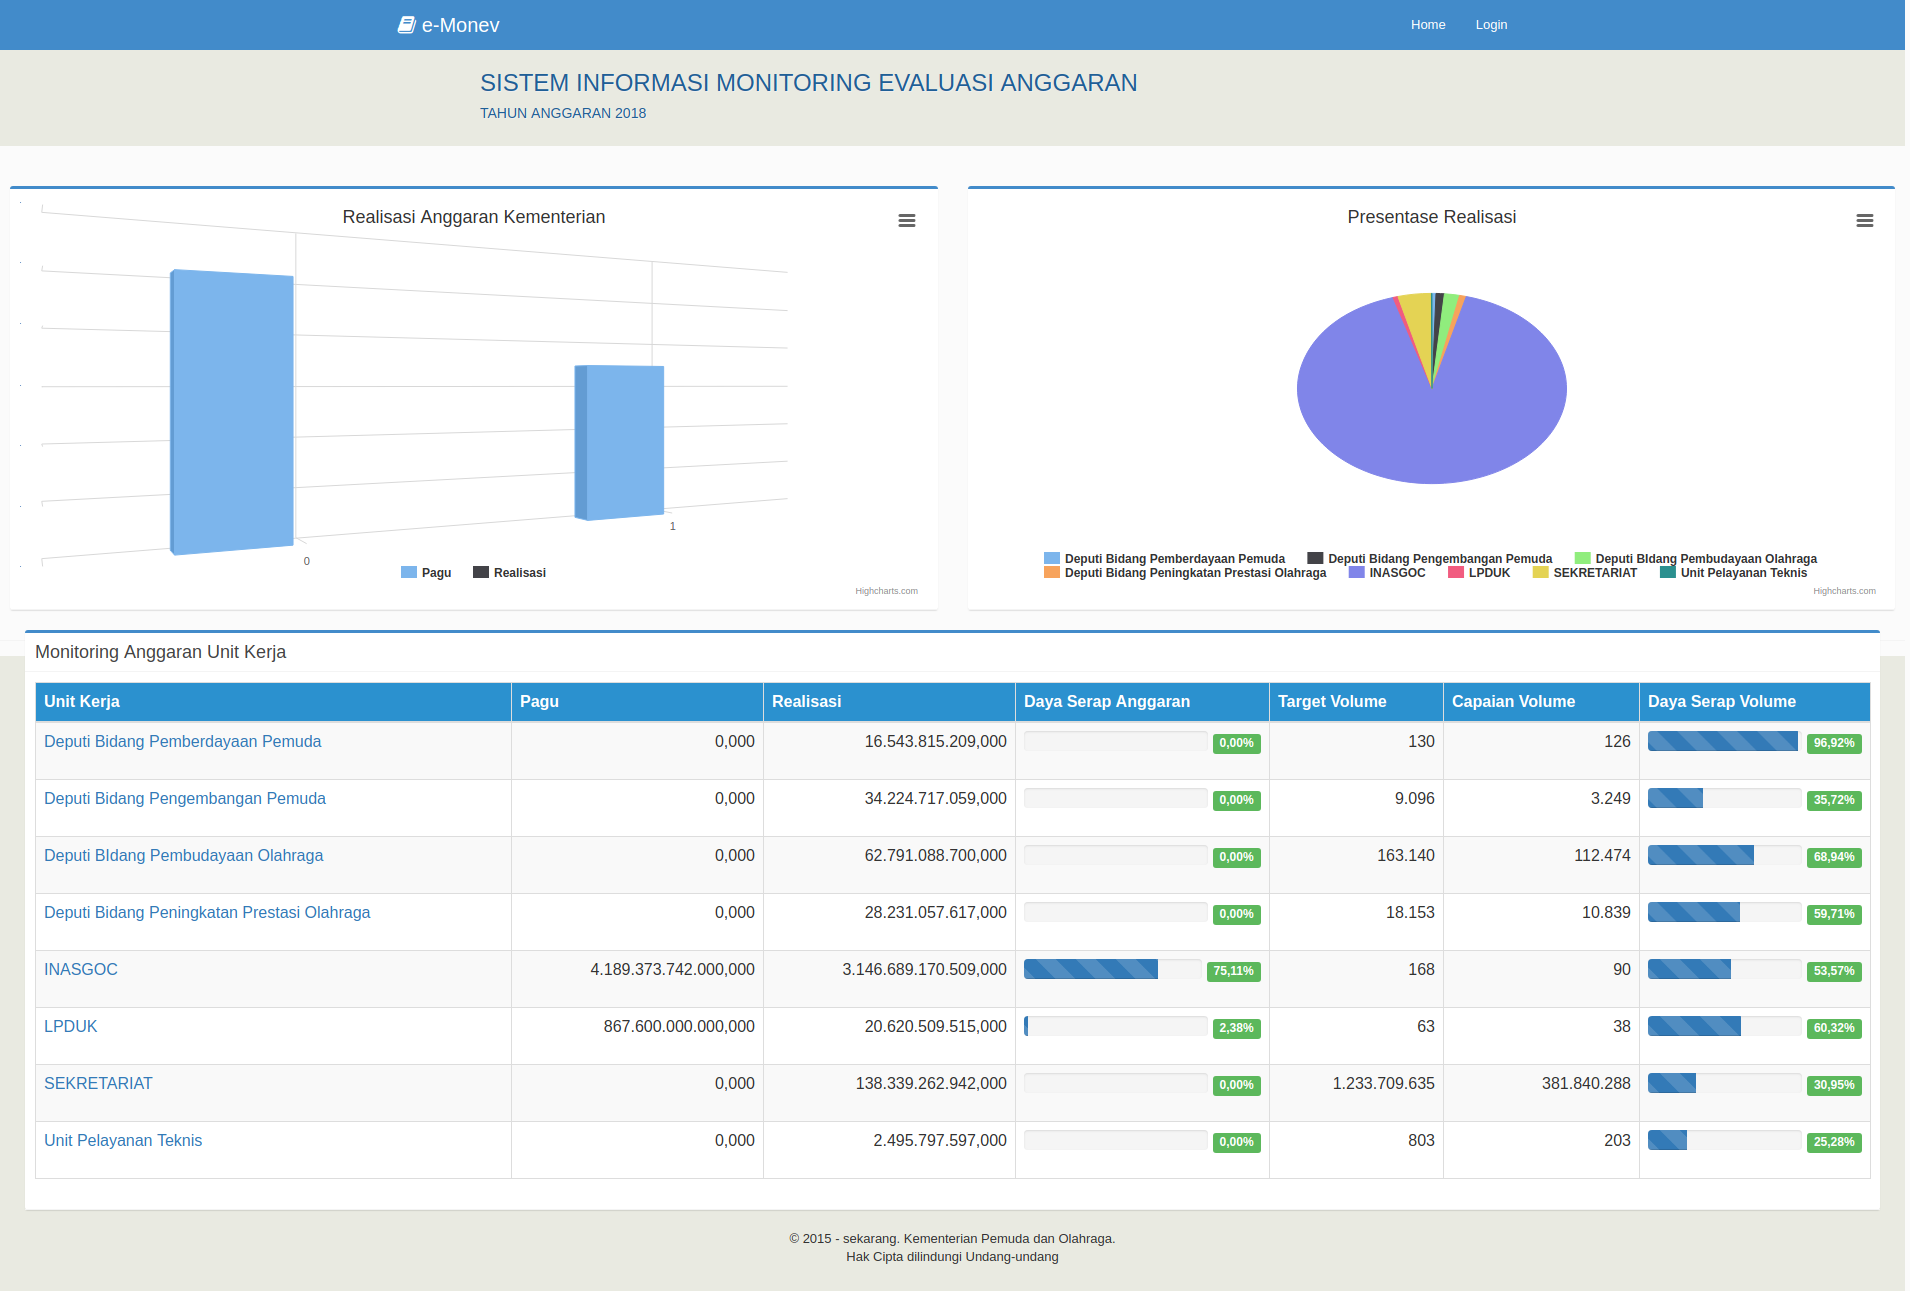 e-Monev
Home Login
SISTEM INFORMASI MONITORING EVALUASI ANGGARAN
TAHUN ANGGARAN 2018
Realisasi Anggaran Kementerian
0
1
Pagu Realisasi
Highcharts.com
Presentase Realisasi
Deputi Bidang Pemberdayaan Pemuda Deputi Bidang Pengembangan Pemuda Deputi BIdang Pembudayaan Olahraga
Deputi Bidang Peningkatan Prestasi Olahraga INASGOC LPDUK SEKRETARIAT Unit Pelayanan Teknis
Highcharts.com
Monitoring Anggaran Unit Kerja
Unit Kerja Pagu Realisasi Daya Serap Anggaran Target Volume Capaian Volume Daya Serap Volume
Deputi Bidang Pemberdayaan Pemuda 0,000 16.543.815.209,000 0,00% 130 126 96,92%
Deputi Bidang Pengembangan Pemuda 0,000 34.224.717.059,000 0,00% 9.096 3.249 35,72%
Deputi BIdang Pembudayaan Olahraga 0,000 62.791.088.700,000 0,00% 163.140 112.474 68,94%
Deputi Bidang Peningkatan Prestasi Olahraga 0,000 28.231.057.617,000 0,00% 18.153 10.839 59,71%
INASGOC 4.189.373.742.000,000 3.146.689.170.509,000 75,11% 168 90 53,57%
LPDUK 867.600.000.000,000 20.620.509.515,000 2,38% 63 38 60,32%
SEKRETARIAT 0,000 138.339.262.942,000 0,00% 1.233.709.635 381.840.288 30,95%
Unit Pelayanan Teknis 0,000 2.495.797.597,000 0,00% 803 203 25,28%
© 2015 - sekarang. Kementerian Pemuda dan Olahraga.
Hak Cipta dilindungi Undang-undang